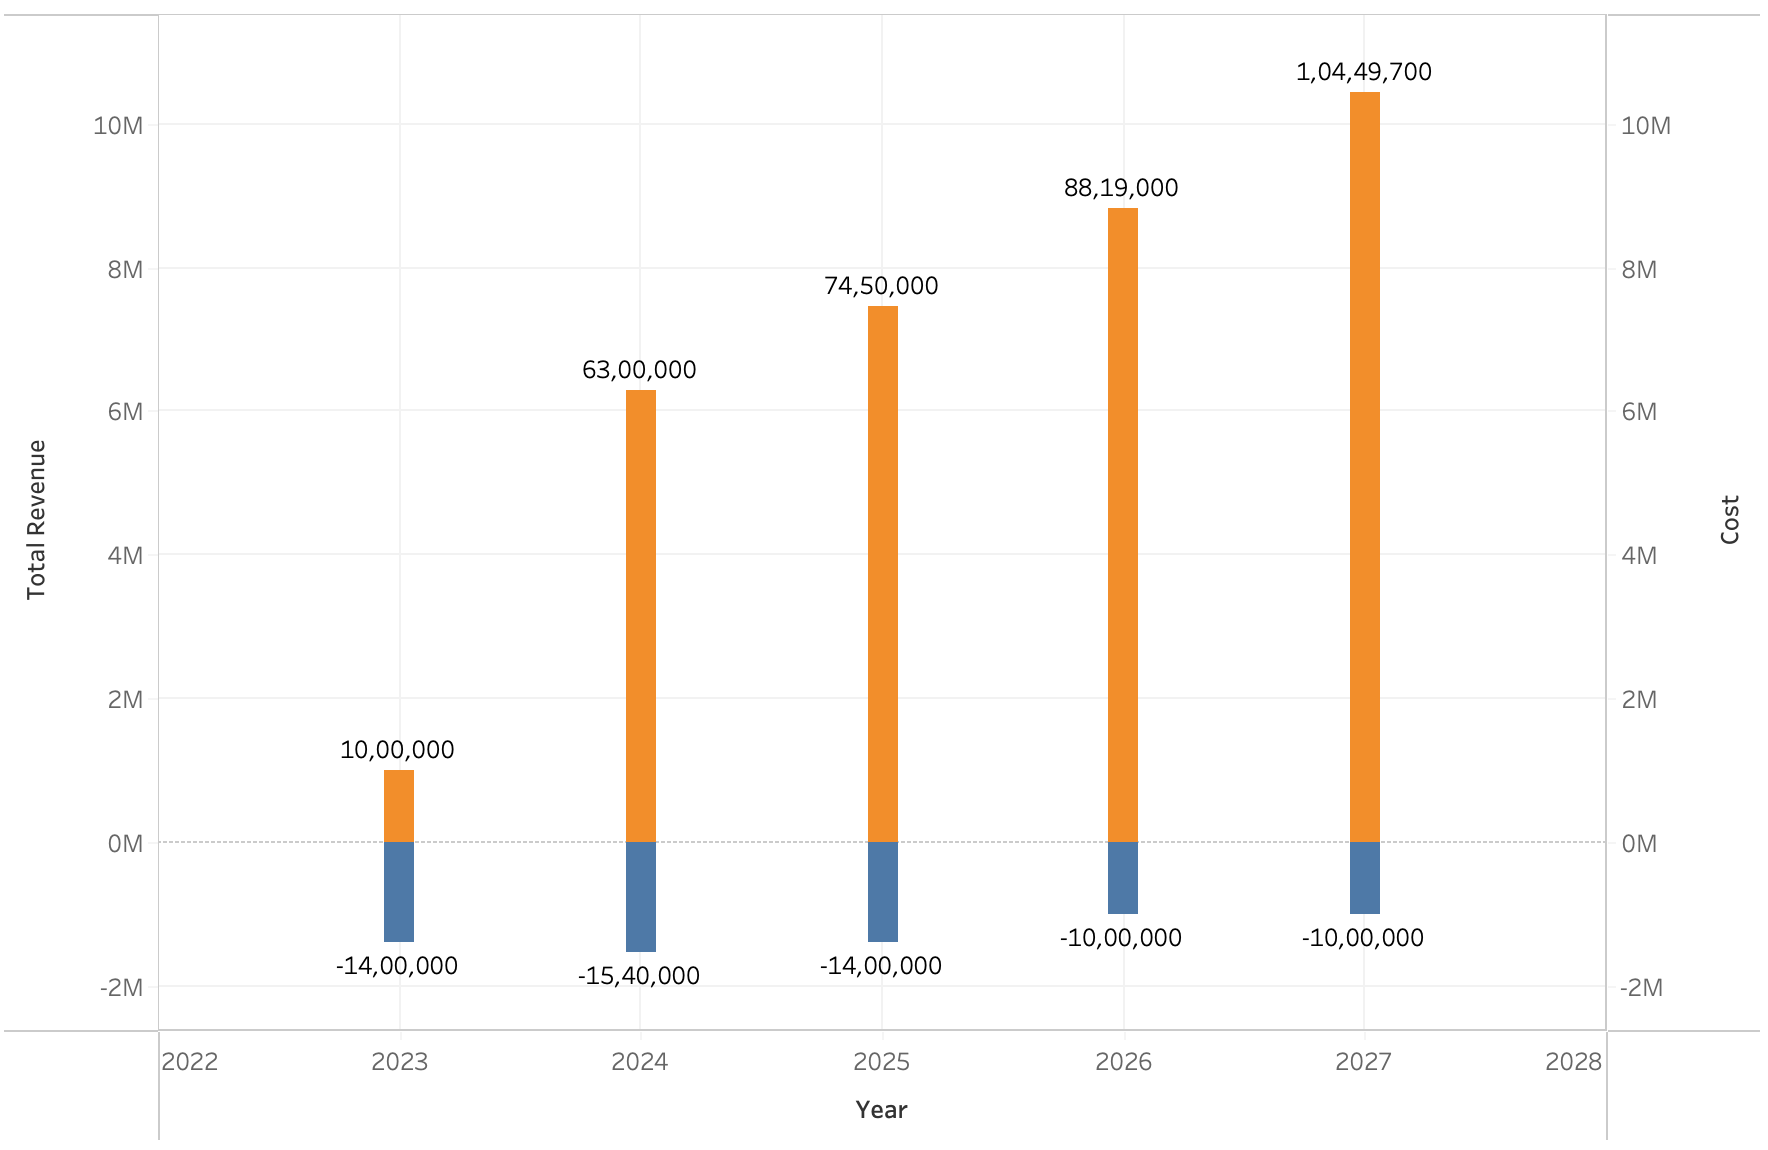 1,04,49,700
10M
10M
88,19,000
8M
74,50,000
8M
63,00,000
6M
6M
Total Revenue
Cost
4M
4M
2M
2M
10,00,000
0M
0M
-14,00,000
-15,40,000
-14,00,000
-10,00,000
-10,00,000
-2M
-2M
2022 2023 2024 2025 2026 2027 2028
Year